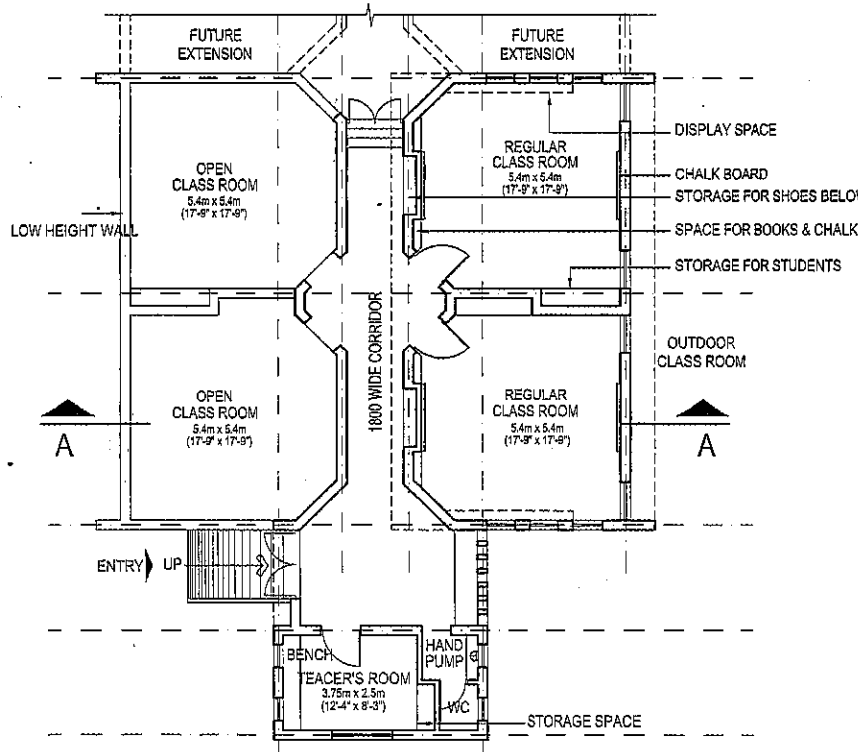 FUTURE
EXTENSION
FUTURE
EXTENSION
DISPLAY SPACE
OPEN
CLASS ROOM
5.4m x 5.4m
(17'-9" x 17'-9")
REGULAR
CLASS ROOM
5.4m x 5.4m
(17'-9" x 17'-9")
CHALK BOARD
STORAGE FOR SHOES BELOW
LOW HEIGHT WALL
SPACE FOR BOOKS & CHALK
STORAGE FOR STUDENTS
1800 WIDE CORRIDOR
OUTDOOR
CLASS ROOM
OPEN
CLASS ROOM
5.4m x 5.4m
(17'-9" x 17'-9")
REGULAR
CLASS ROOM
5.4m x 5.4m
(17'-9" x 17'-9")
A
A
ENTRY UP
BENCH
HAND
PUMP
TEACER'S ROOM
3.75m x 2.5m
(12'-4" x 8'-3")
WC
STORAGE SPACE